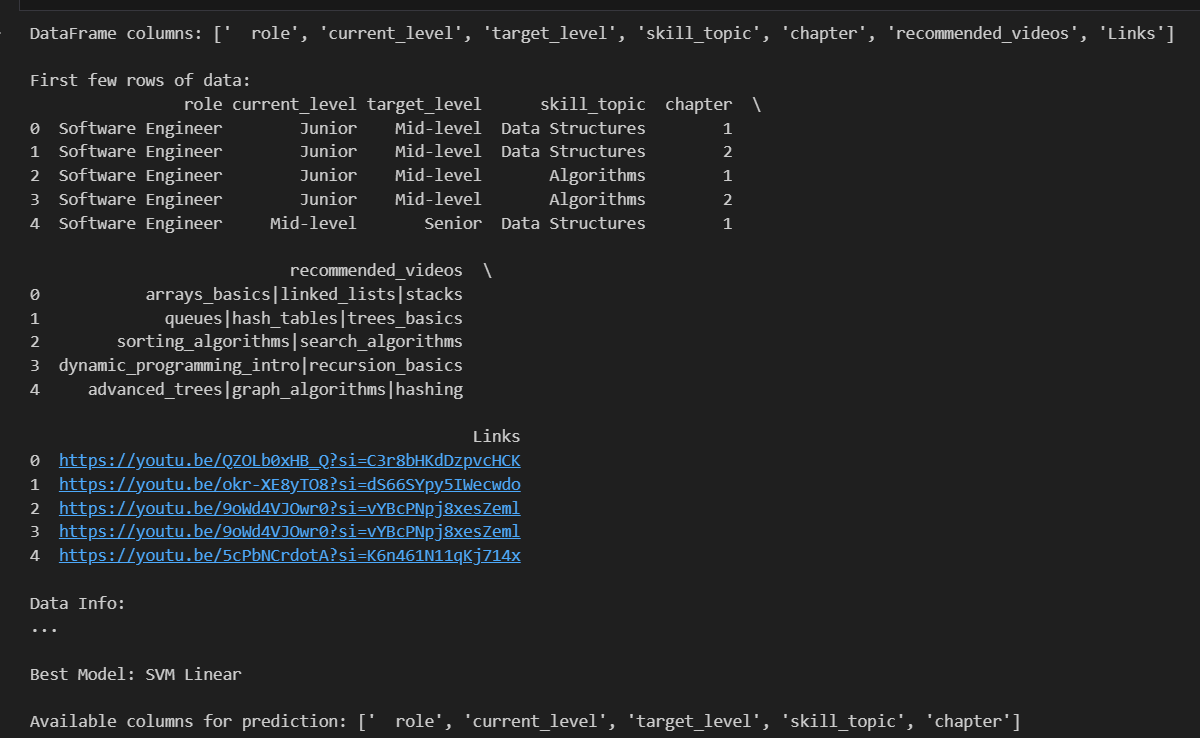 DataFrame columns: ['  role', 'current_level', 'target_level', 'skill_topic', 'chapter', 'recommended_videos', 'Links']
First few rows of data:
role current_level target_level skill_topic chapter \
0 Software Engineer Junior Mid-level Data Structures 1
1 Software Engineer Junior Mid-level Data Structures 2
2 Software Engineer Junior Mid-level Algorithms 1
3 Software Engineer Junior Mid-level Algorithms 2
4 Software Engineer Mid-level Senior Data Structures 1
recommended_videos \
0 arrays_basics|linked_lists|stacks
1 queues|hash_tables|trees_basics
2 sorting_algorithms|search_algorithms
3 dynamic_programming_intro|recursion_basics
4 advanced_trees|graph_algorithms|hashing
Links
0 https://youtu.be/QZOLb0xHB_Q?si=C3r8bHKdDzpvcHCK
1 https://youtu.be/okr-XE8yTO8?si=dS66SYpy5IWecwdo
2 https://youtu.be/9oWd4VJOwr0?si=vYBcPNpj8xesZeml
3 https://youtu.be/9oWd4VJOwr0?si=vYBcPNpj8xesZeml
4 https://youtu.be/5cPbNCrdotA?si=K6n461N11qKj714x
Data Info:
...
Best Model: SVM Linear
Available columns for prediction: ['  role', 'current_level', 'target_level', 'skill_topic', 'chapter']